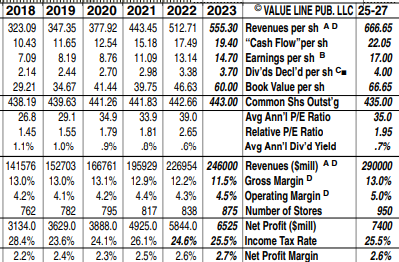 2018 2019 2020 2021 2022 2023 © VALUE LINE PUB. LLC 25-27
323.09 347.35 377.92 443.45 512.71 555.30 Revenues per sh A D 666.65
10.43 11.65 12.54 15.18 17.49 19.40 “Cash Flow” per sh 22.05
7.09 8.19 8.76 11.09 13.14 14.70 Earnings per sh B 17.00
2.14 2.44 2.70 2.98 3.38 3.70 Div’ds Decl’d per sh C■ 4.00
29.21 34.67 41.44 39.75 46.63 60.00 Book Value per sh 66.65
438.19 439.63 441.26 441.83 442.66 443.00 Common Shs Outst’g 435.00
26.8 29.1 34.9 33.9 39.0 Avg Ann’l P/E Ratio 35.0
1.45 1.55 1.79 1.81 2.65 Relative P/E Ratio 1.95
1.1% 1.0% .9% .8% .6% Avg Ann’l Div’d Yield .7%
141576 152703 166761 195929 226954 246000 Revenues ($mill) A D 290000
13.0% 13.0% 13.1% 12.9% 12.2% 11.5% Gross Margin D 13.0%
4.2% 4.1% 4.2% 4.4% 4.3% 4.5% Operating Margin D 5.0%
762 782 795 817 838 875 Number of Stores 950
3134.0 3629.0 3888.0 4925.0 5844.0 6525 Net Profit ($mill) 7400
28.4% 23.6% 24.1% 26.1% 24.6% 25.5% Income Tax Rate 25.5%
2.2% 2.4% 2.3% 2.5% 2.6% 2.7% Net Profit Margin 2.6%